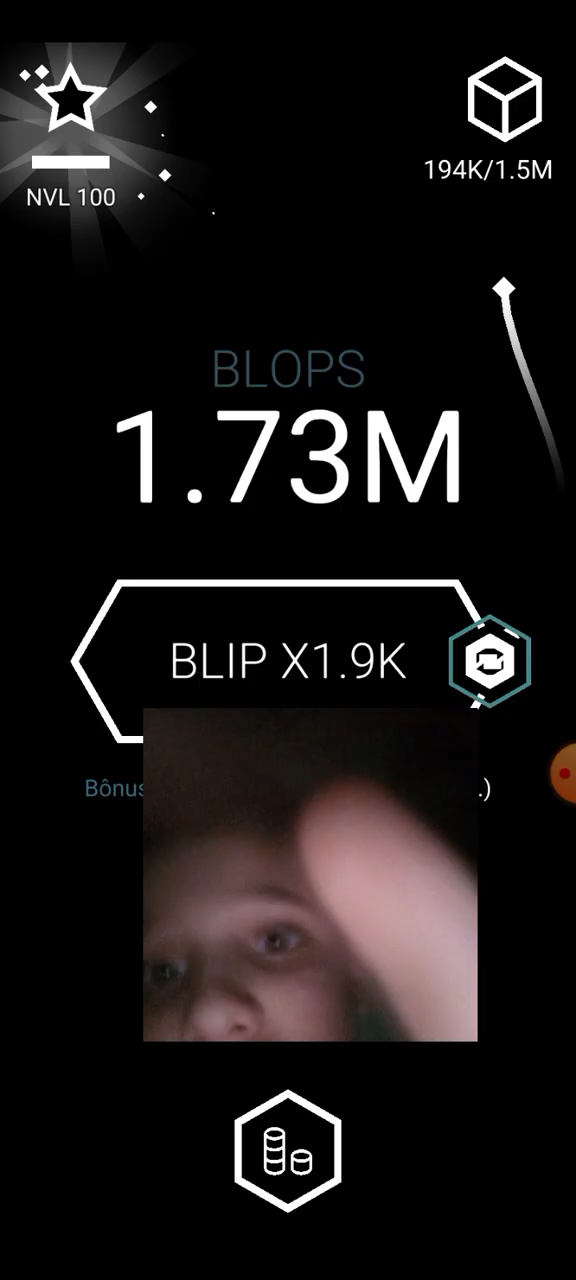 NVL 100
194K/1.5M
BLOPS
1.73M
BLIP X1.9K
Bônus .)